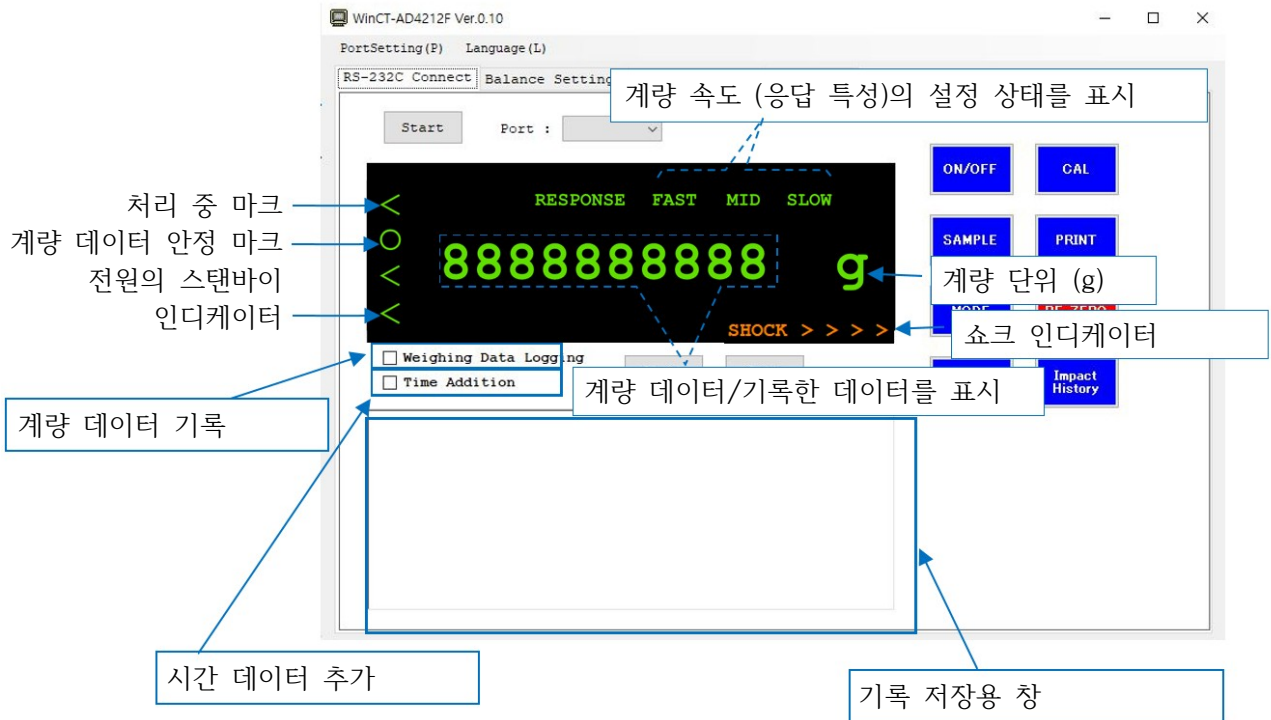 WinCT-AD4212F Ver.0.10
PortSetting(P) Language(L)
RS-232C Connect Balance Setting
계량 속도 (응답 특성)의 설정 상태를 표시
Start Port :
ON/OFF CAL
처리 중 마크
< RESPONSE FAST MID SLOW
계량 데이터 안정 마크
○ 8888888888 g
SAMPLE PRINT
전원의 스탠바이
<
계량 단위 (g)
인디케이터
<
MODE RE-ZERO
SHOCK > > > >
쇼크 인디케이터
Weighing Data Logging
Time Addition
계량 데이터/기록한 데이터를 표시
Impact
History
계량 데이터 기록
시간 데이터 추가
기록 저장용 창